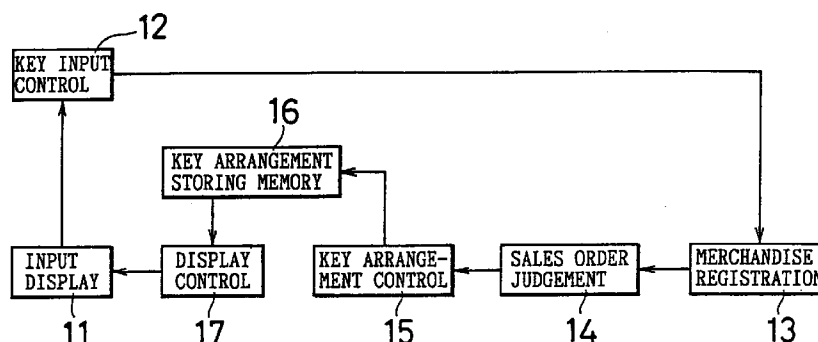 12
KEY INPUT
CONTROL
16
KEY ARRANGEMENT
STORING MEMORY
INPUT
DISPLAY
DISPLAY
CONTROL
KEY ARRANGE-
MENT CONTROL
SALES ORDER
JUDGEMENT
MERCHANDISE
REGISTRATION
11
17
15
14
13